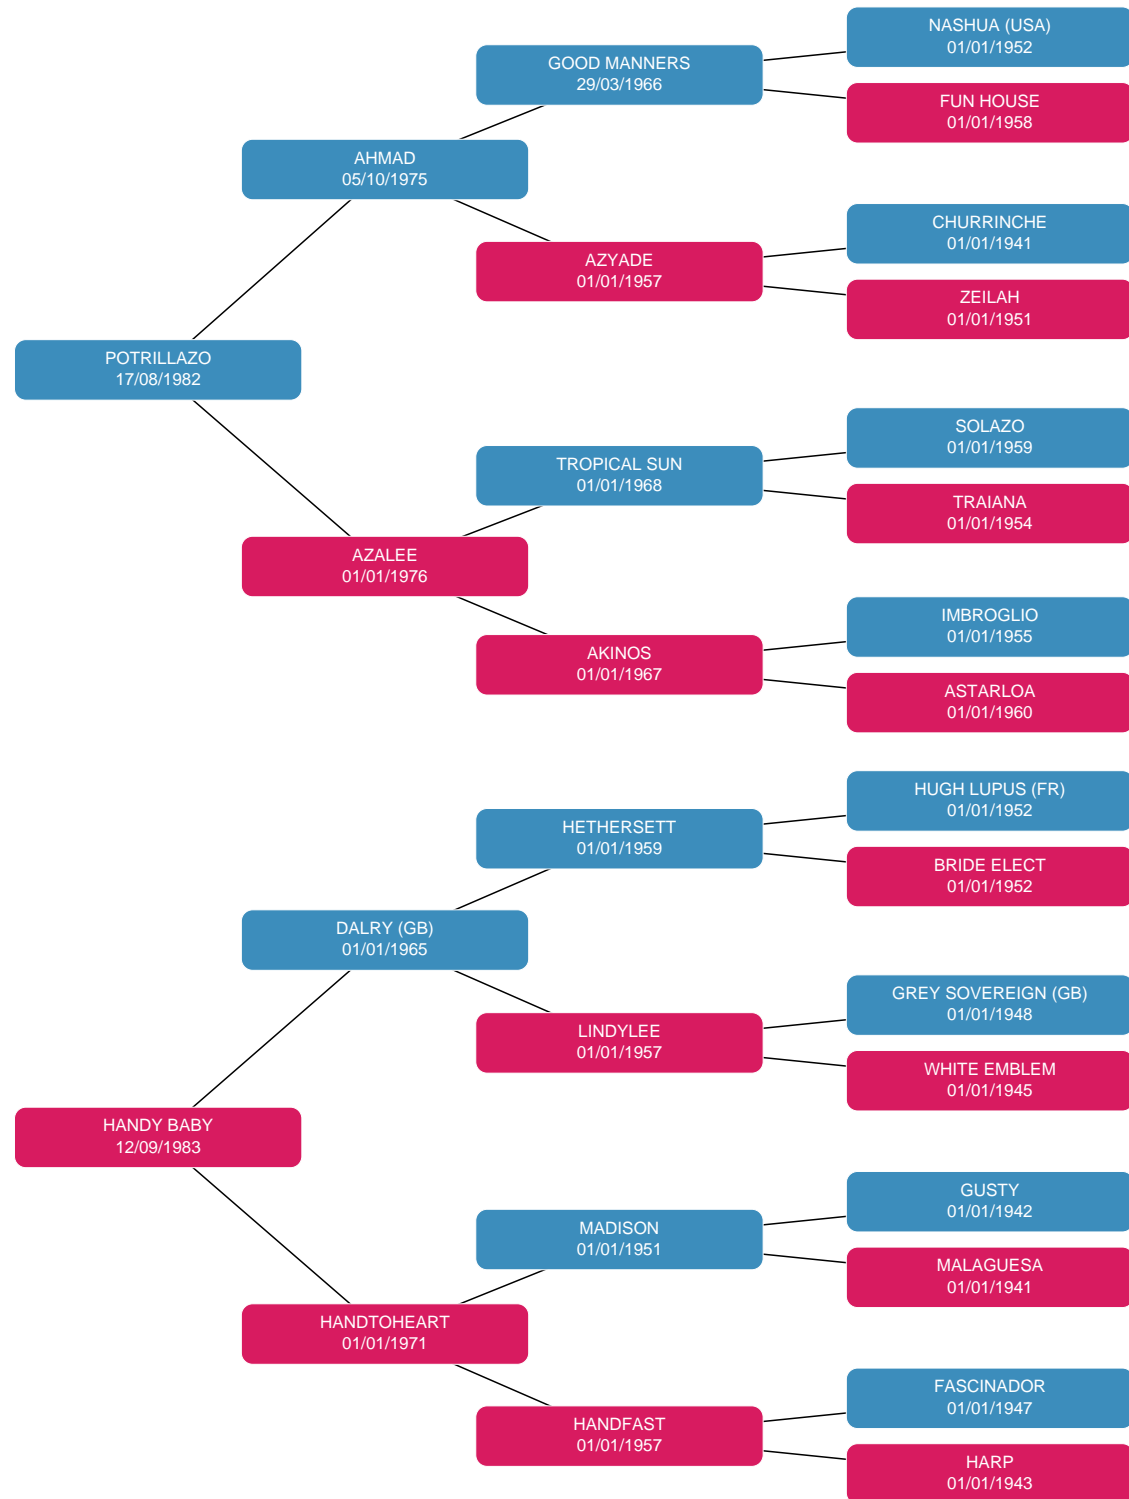 NASHUA (USA)
01/01/1952
GOOD MANNERS
29/03/1966
FUN HOUSE
01/01/1958
AHMAD
05/10/1975
CHURRINCHE
01/01/1941
AZYADE
01/01/1957
ZEILAH
01/01/1951
POTRILLAZO
17/08/1982
SOLAZO
01/01/1959
TROPICAL SUN
01/01/1968
TRAIANA
01/01/1954
AZALEE
01/01/1976
IMBROGLIO
01/01/1955
AKINOS
01/01/1967
ASTARLOA
01/01/1960
HUGH LUPUS (FR)
01/01/1952
HETHERSETT
01/01/1959
BRIDE ELECT
01/01/1952
DALRY (GB)
01/01/1965
GREY SOVEREIGN (GB)
01/01/1948
LINDYLEE
01/01/1957
WHITE EMBLEM
01/01/1945
HANDY BABY
12/09/1983
GUSTY
01/01/1942
MADISON
01/01/1951
MALAGUESA
01/01/1941
HANDTOHEART
01/01/1971
FASCINADOR
01/01/1947
HANDFAST
01/01/1957
HARP
01/01/1943